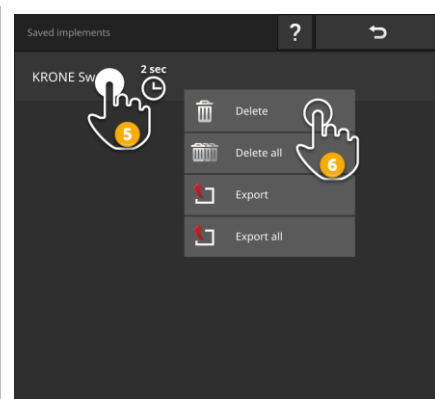 Saved implements ?
2 sec
KRONE Sw
5
Delete
6
Delete all
Export
Export all